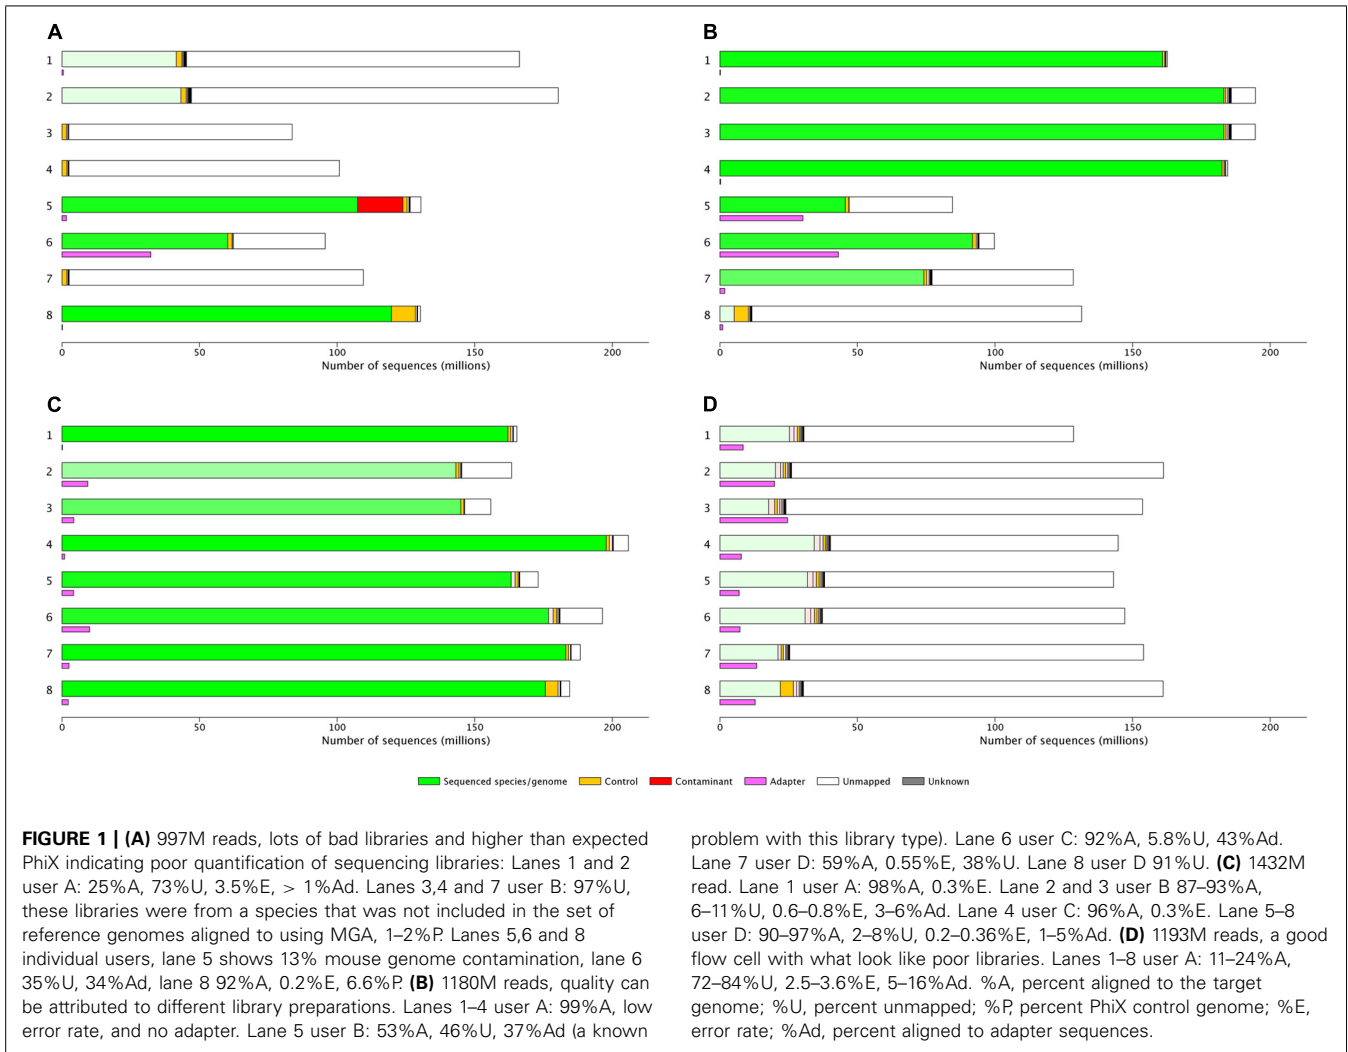 A
1
2
3
4
5
6
7
8
0 50 100 150 200
Number of sequences (millions)
B
1
2
3
4
5
6
7
8
0 50 100 150 200
Number of sequences (millions)
C
1
2
3
4
5
6
7
8
0 50 100 150 200
Number of sequences (millions)
D
1
2
3
4
5
6
7
8
0 50 100 150 200
Number of sequences (millions)
Sequenced species/genome Control Contaminant Adapter Unmapped Unknown
FIGURE 1 | (A) 997M reads, lots of bad libraries and higher than expected
PhiX indicating poor quantification of sequencing libraries: Lanes 1 and 2
user A: 25%A, 73%U, 3.5%E, > 1%Ad. Lanes 3,4 and 7 user B: 97%U,
these libraries were from a species that was not included in the set of
reference genomes aligned to using MGA, 1–2%P. Lanes 5,6 and 8
individual users, lane 5 shows 13% mouse genome contamination, lane 6
35%U, 34%Ad, lane 8 92%A, 0.2%E, 6.6%P. (B) 1180M reads, quality can
be attributed to different library preparations. Lanes 1–4 user A: 99%A, low
error rate, and no adapter. Lane 5 user B: 53%A, 46%U, 37%Ad (a known
problem with this library type). Lane 6 user C: 92%A, 5.8%U, 43%Ad.
Lane 7 user D: 59%A, 0.55%E, 38%U. Lane 8 user D 91%U. (C) 1432M
read. Lane 1 user A: 98%A, 0.3%E. Lane 2 and 3 user B 87–93%A,
6–11%U, 0.6–0.8%E, 3–6%Ad. Lane 4 user C: 96%A, 0.3%E. Lane 5–8
user D: 90–97%A, 2–8%U, 0.2–0.36%E, 1–5%Ad. (D) 1193M reads, a good
flow cell with what look like poor libraries. Lanes 1–8 user A: 11–24%A,
72–84%U, 2.5–3.6%E, 5–16%Ad. %A, percent aligned to the target
genome; %U, percent unmapped; %P, percent PhiX control genome; %E,
error rate; %Ad, percent aligned to adapter sequences.